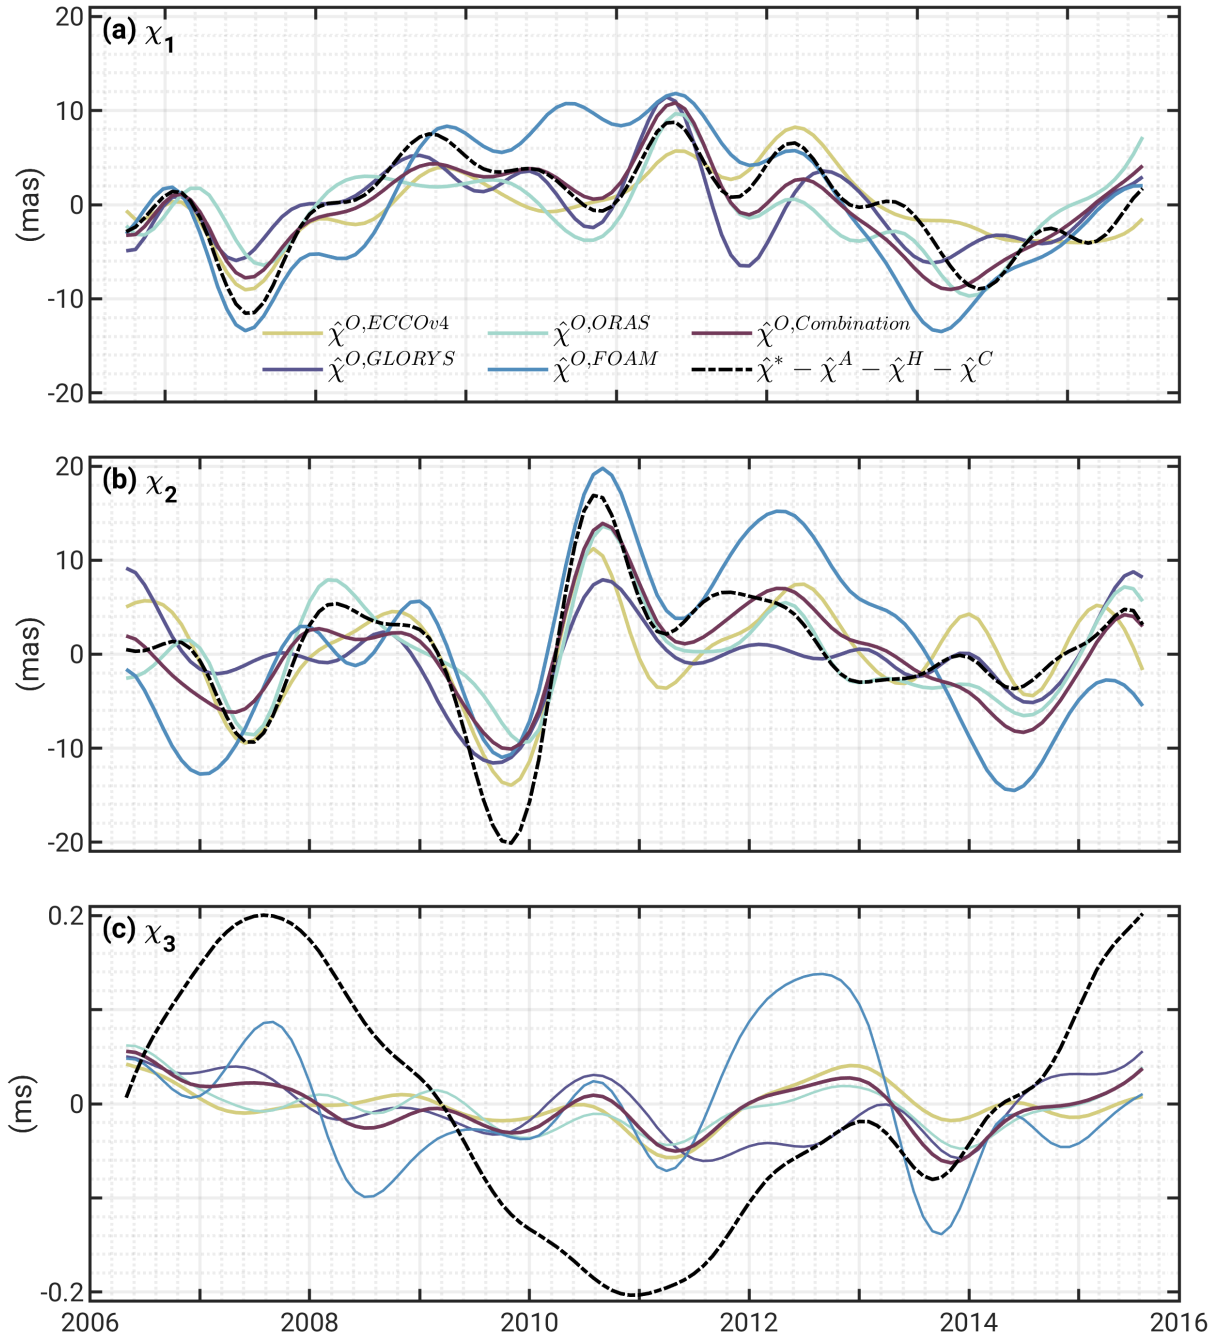 (a) χ₁
20
10
0
-10
-20
(mas)
χ̂^{O,ECCOv4} χ̂^{O,ORAS} χ̂^{O,Combination}
χ̂^{O,GLORYS} χ̂^{O,FOAM} χ̂* − χ̂^A − χ̂^H − χ̂^C
(b) χ₂
20
10
0
-10
-20
(mas)
(c) χ₃
0.2
0
-0.2
(ms)
2006 2008 2010 2012 2014 2016